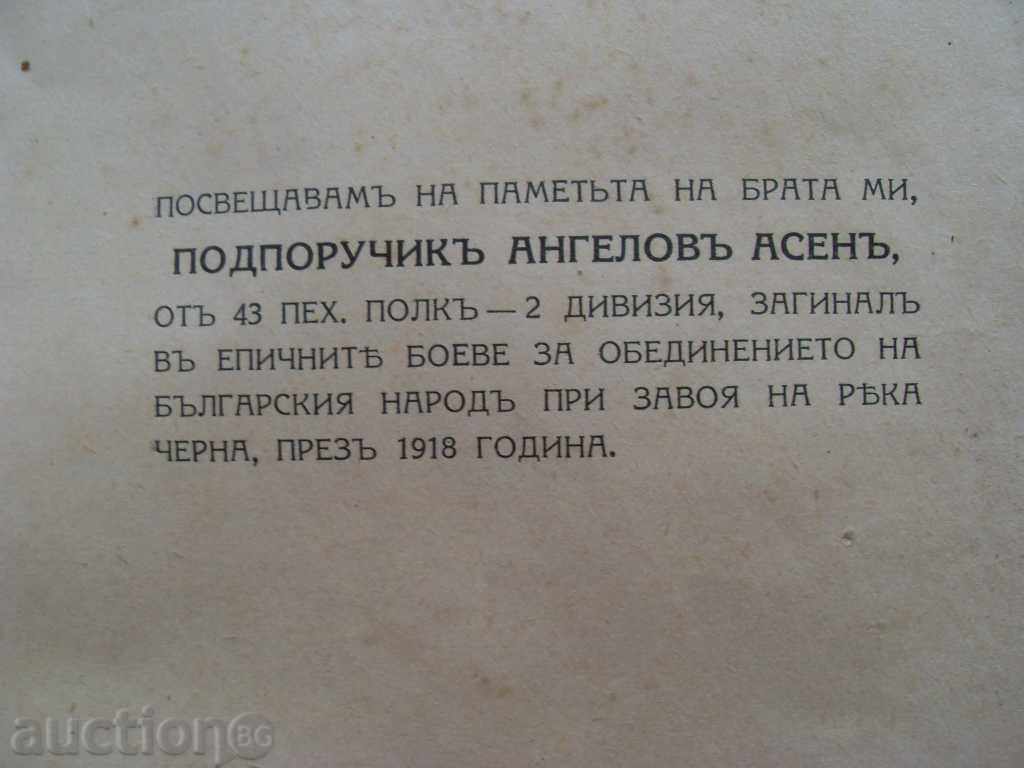 ПОСВЕЩАВАМЪ НА ПАМЕТЬТА НА БРАТА МИ,
ПОДПОРУЧИКЪ АНГЕЛОВЪ АСЕНЪ,
ОТЪ 43 ПЕХ. ПОЛКЪ — 2 ДИВИЗИЯ, ЗАГИНАЛЪ
ВЪ ЕПИЧНИТѢ БОЕВЕ ЗА ОБЕДИНЕНИЕТО НА
БЪЛГАРСКИЯ НАРОДЪ ПРИ ЗАВОЯ НА РѢКА
ЧЕРНА, ПРЕЗЪ 1918 ГОДИНА.
auction BG